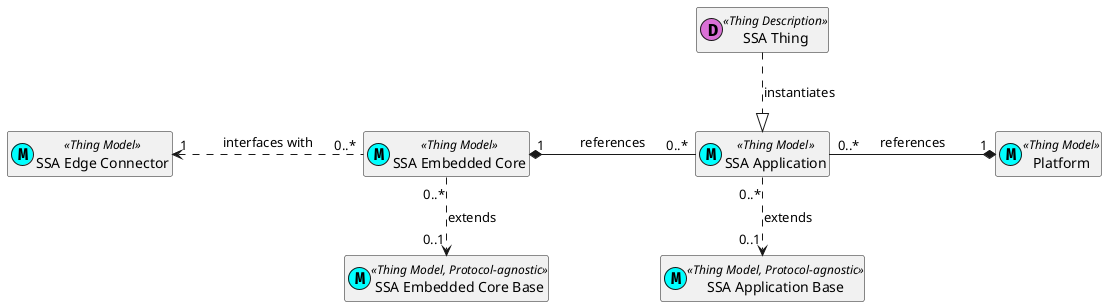 D «Thing Description»
SSA Thing
instantiates
M «Thing Model»
SSA Edge Connector
1 interfaces with 0..*
M «Thing Model»
SSA Embedded Core
1 references 0..*
M «Thing Model»
SSA Application
0..* references 1
M «Thing Model»
Platform
0..*
extends
0..1
0..*
extends
0..1
M «Thing Model, Protocol-agnostic»
SSA Embedded Core Base
M «Thing Model, Protocol-agnostic»
SSA Application Base